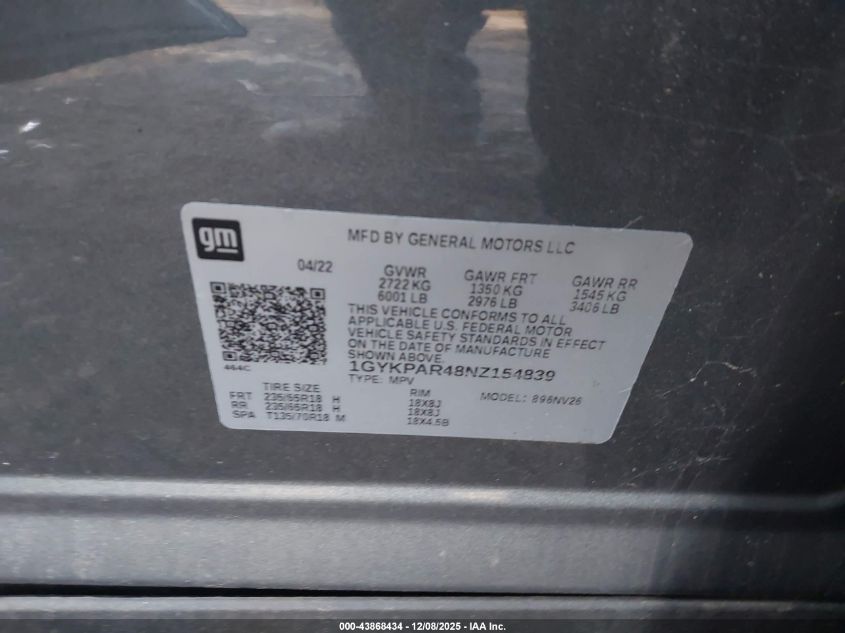 gm
MFD BY GENERAL MOTORS LLC
04/22
GVWR GAWR FRT GAWR RR
2722 KG 1350 KG 1545 KG
6001 LB 2976 LB 3406 LB
THIS VEHICLE CONFORMS TO ALL
APPLICABLE U.S. FEDERAL MOTOR
VEHICLE SAFETY STANDARDS IN EFFECT
ON THE DATE OF MANUFACTURE
SHOWN ABOVE.
464C
1GYKPAR48NZ154839
TYPE: MPV
MODEL: 6NV26
TIRE SIZE RIM
FRT 235/65R18 H 18X8J
RR 235/65R18 H 18X8J
SPA T135/70R18 M 18X4.5B
000-43868434 - 12/08/2025 - IAA Inc.